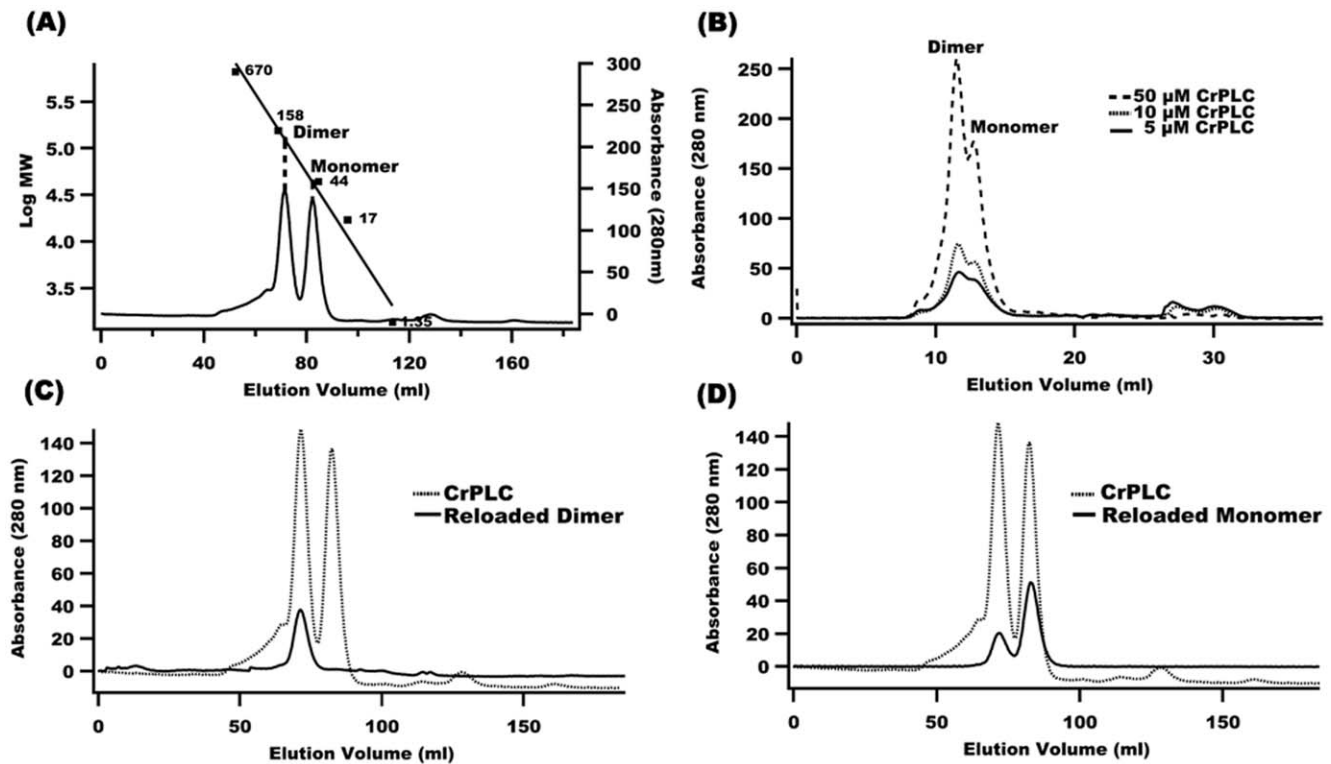 (A)
670
158
Dimer
Monomer
44
17
1.35
Log MW
5.5
5.0
4.5
4.0
3.5
300
250
200
150
100
50
0
Absorbance (280nm)
0 40 80 120 160
Elution Volume (ml)
(B)
Dimer
Monomer
50 µM CrPLC
10 µM CrPLC
5 µM CrPLC
Absorbance (280 nm)
250
200
150
100
50
0
0 10 20 30
Elution Volume (ml)
(C)
CrPLC
Reloaded Dimer
Absorbance (280 nm)
140
120
100
80
60
40
20
0
0 50 100 150
Elution Volume (ml)
(D)
CrPLC
Reloaded Monomer
Absorbance (280 nm)
140
120
100
80
60
40
20
0
0 50 100 150
Elution Volume (ml)